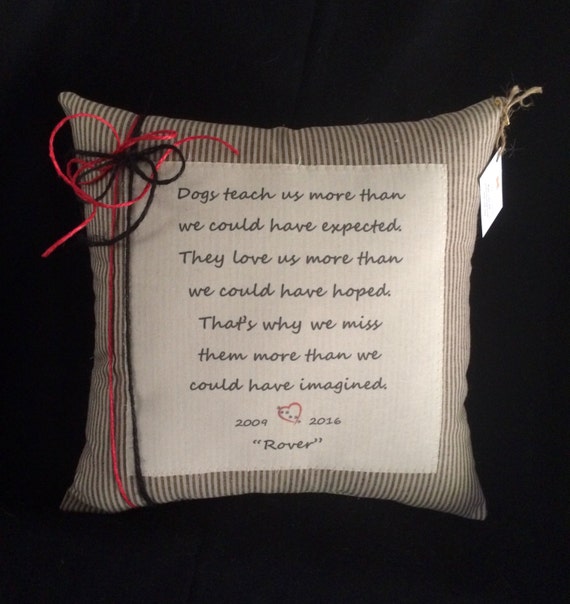 Dogs teach us more than
we could have expected.
They love us more than
we could have hoped.
That's why we miss
them more than we
could have imagined.
2009 2016
"Rover"